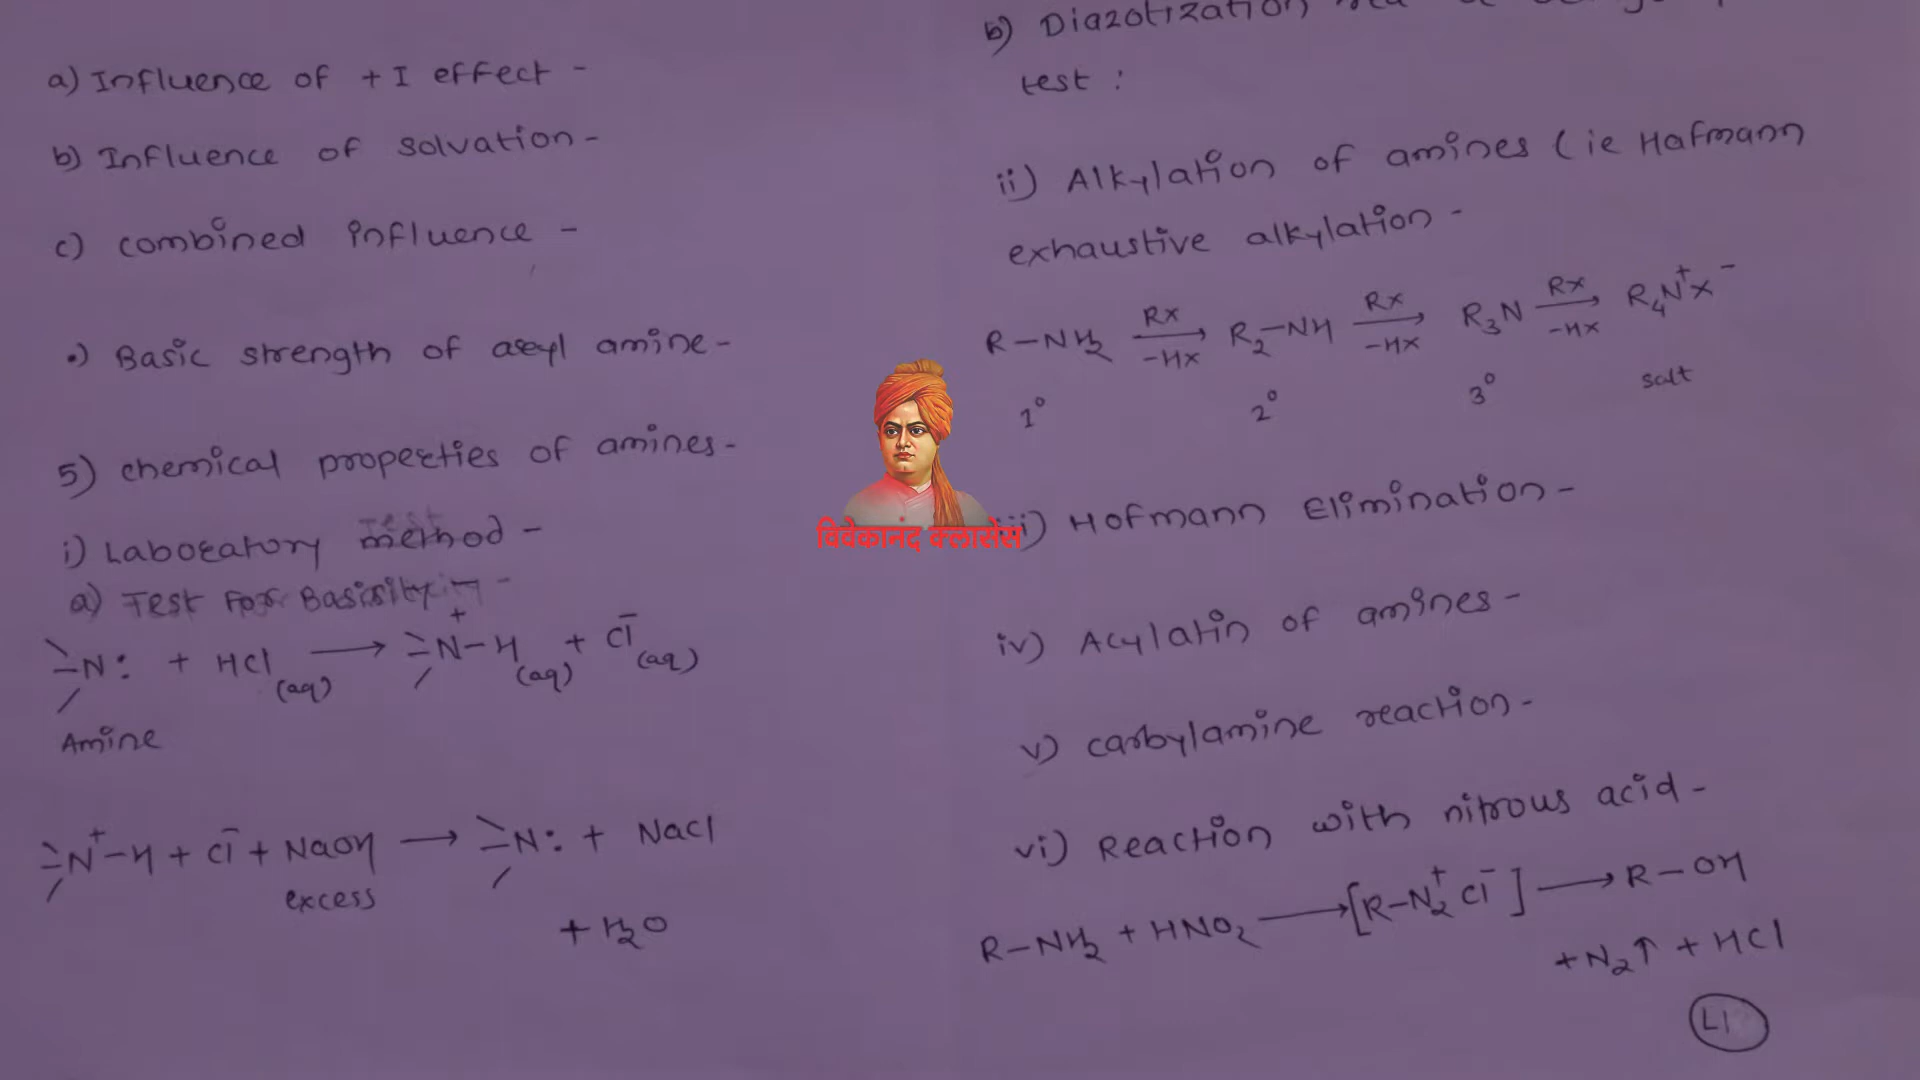 a) Influence of + I effect -
b) Influence of solvation -
c) combined influence -
•) Basic strength of aryl amine -
5) chemical properties of amines -
i) Laboratory method -
a) Test for Basisity -
N: + HCl (aq) → N⁺-H (aq) + Cl⁻ (aq)
Amine
N⁺-H + Cl⁻ + NaOH → N: + NaCl
excess
+ H₂O
विवेकानंद क्लासेस
b) Diazotization
test :
ii) Alkylation of amines ( ie Hafmann
exhaustive alkylation -
R-NH₂ RX → -HX R₂-NH RX → -HX R₃N RX → -HX R₄N⁺X⁻
1° 2° 3° salt
iii) Hofmann Elimination -
iv) Acylatin of amines -
v) carbylamine reaction -
vi) Reaction with nitrous acid -
R-NH₂ + HNO₂ → [R-N₂⁺ Cl⁻] → R-OH
+ N₂↑ + HCl
L1